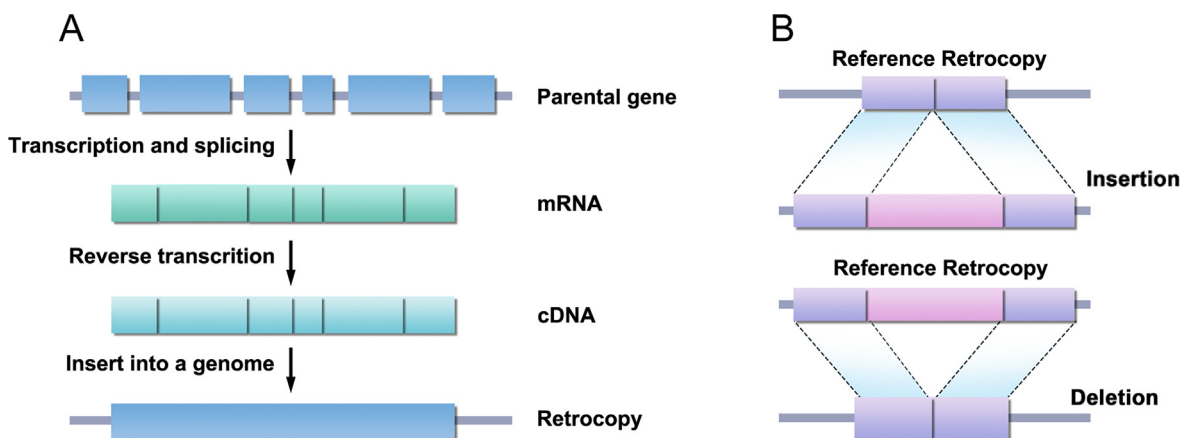 A
Parental gene
Transcription and splicing
mRNA
Reverse transcrition
cDNA
Insert into a genome
Retrocopy
B
Reference Retrocopy
Insertion
Reference Retrocopy
Deletion